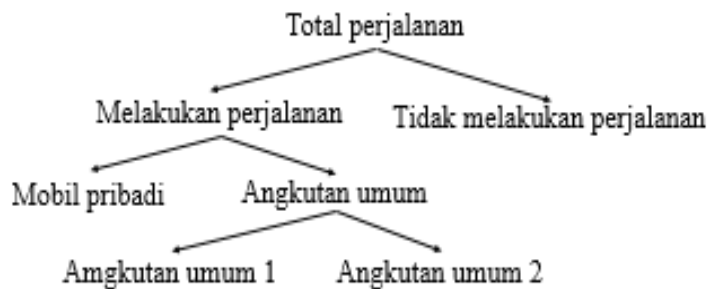 Total perjalanan
Melakukan perjalanan
Tidak melakukan perjalanan
Mobil pribadi
Angkutan umum
Amgkutan umum 1
Angkutan umum 2